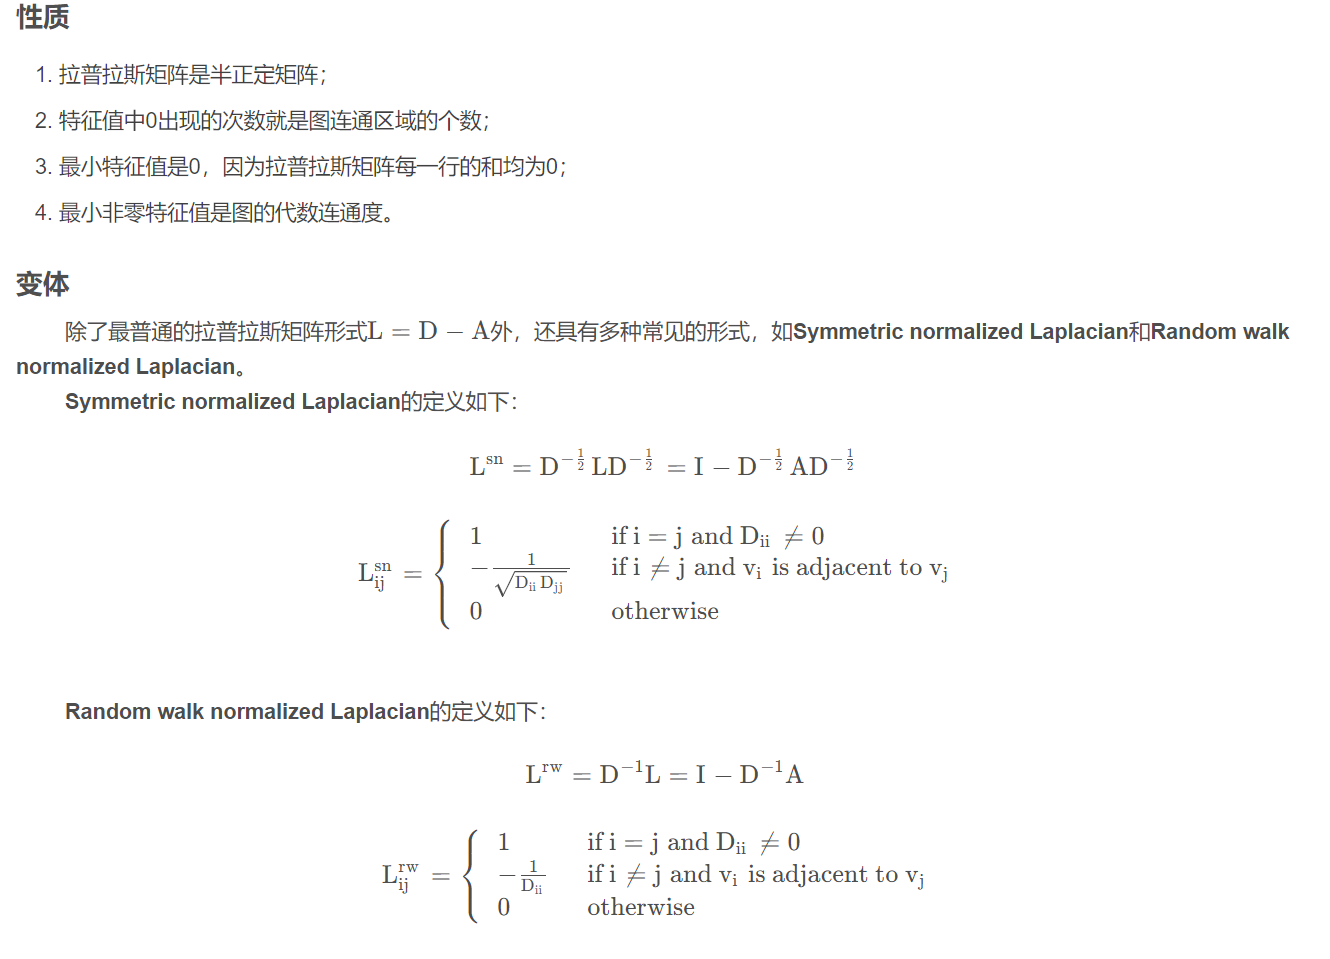 性质
1. 拉普拉斯矩阵是半正定矩阵；
2. 特征值中0出现的次数就是图连通区域的个数；
3. 最小特征值是0，因为拉普拉斯矩阵每一行的和均为0；
4. 最小非零特征值是图的代数连通度。
变体
除了最普通的拉普拉斯矩阵形式L = D − A外，还具有多种常见的形式，如Symmetric normalized Laplacian和Random walk
normalized Laplacian。
Symmetric normalized Laplacian的定义如下：
L^{sn} = D^{-\frac{1}{2}} LD^{-\frac{1}{2}} = I − D^{-\frac{1}{2}} AD^{-\frac{1}{2}}
L_{ij}^{sn} = \begin{cases} 1 & \text{if i = j and } D_{ii} \neq 0 \\ -\frac{1}{\sqrt{D_{ii} D_{jj}}} & \text{if i} \neq \text{j and } v_i \text{ is adjacent to } v_j \\ 0 & \text{otherwise} \end{cases}
Random walk normalized Laplacian的定义如下：
L^{rw} = D^{-1}L = I − D^{-1}A
L_{ij}^{rw} = \begin{cases} 1 & \text{if i = j and } D_{ii} \neq 0 \\ -\frac{1}{D_{ii}} & \text{if i} \neq \text{j and } v_i \text{ is adjacent to } v_j \\ 0 & \text{otherwise} \end{cases}